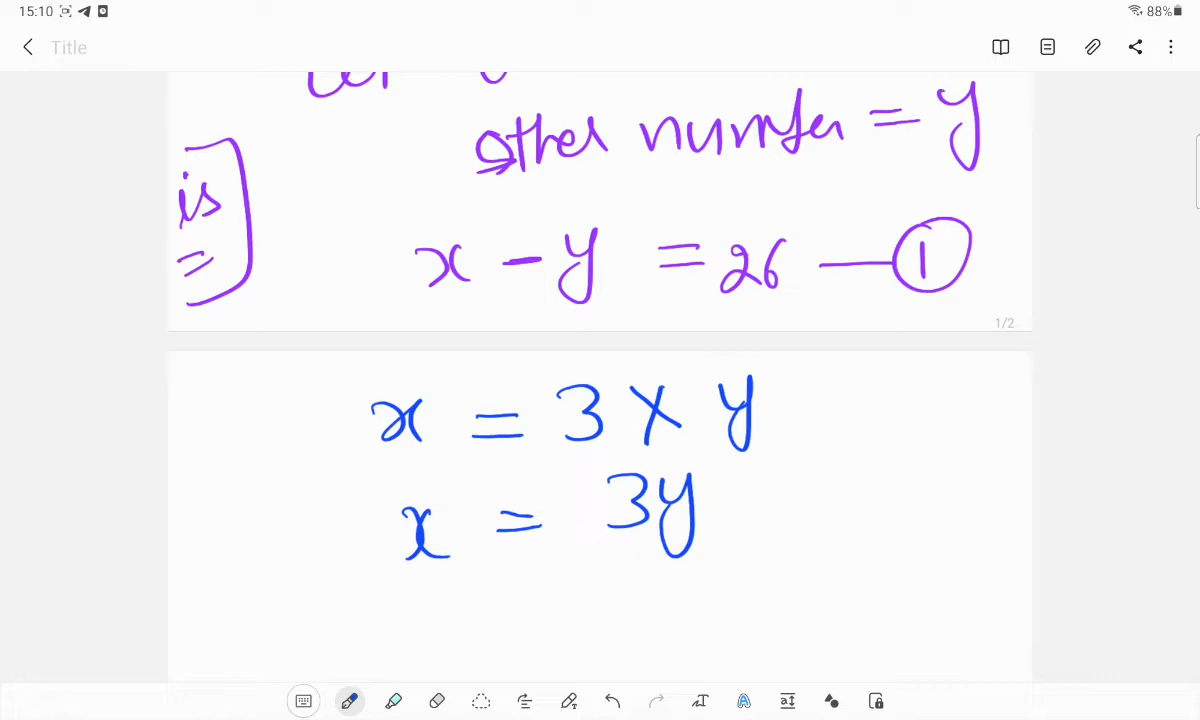 15:10 88%
Title
other number = y
is
=
x - y = 26 — ①
1/2
x = 3 × y
x = 3y